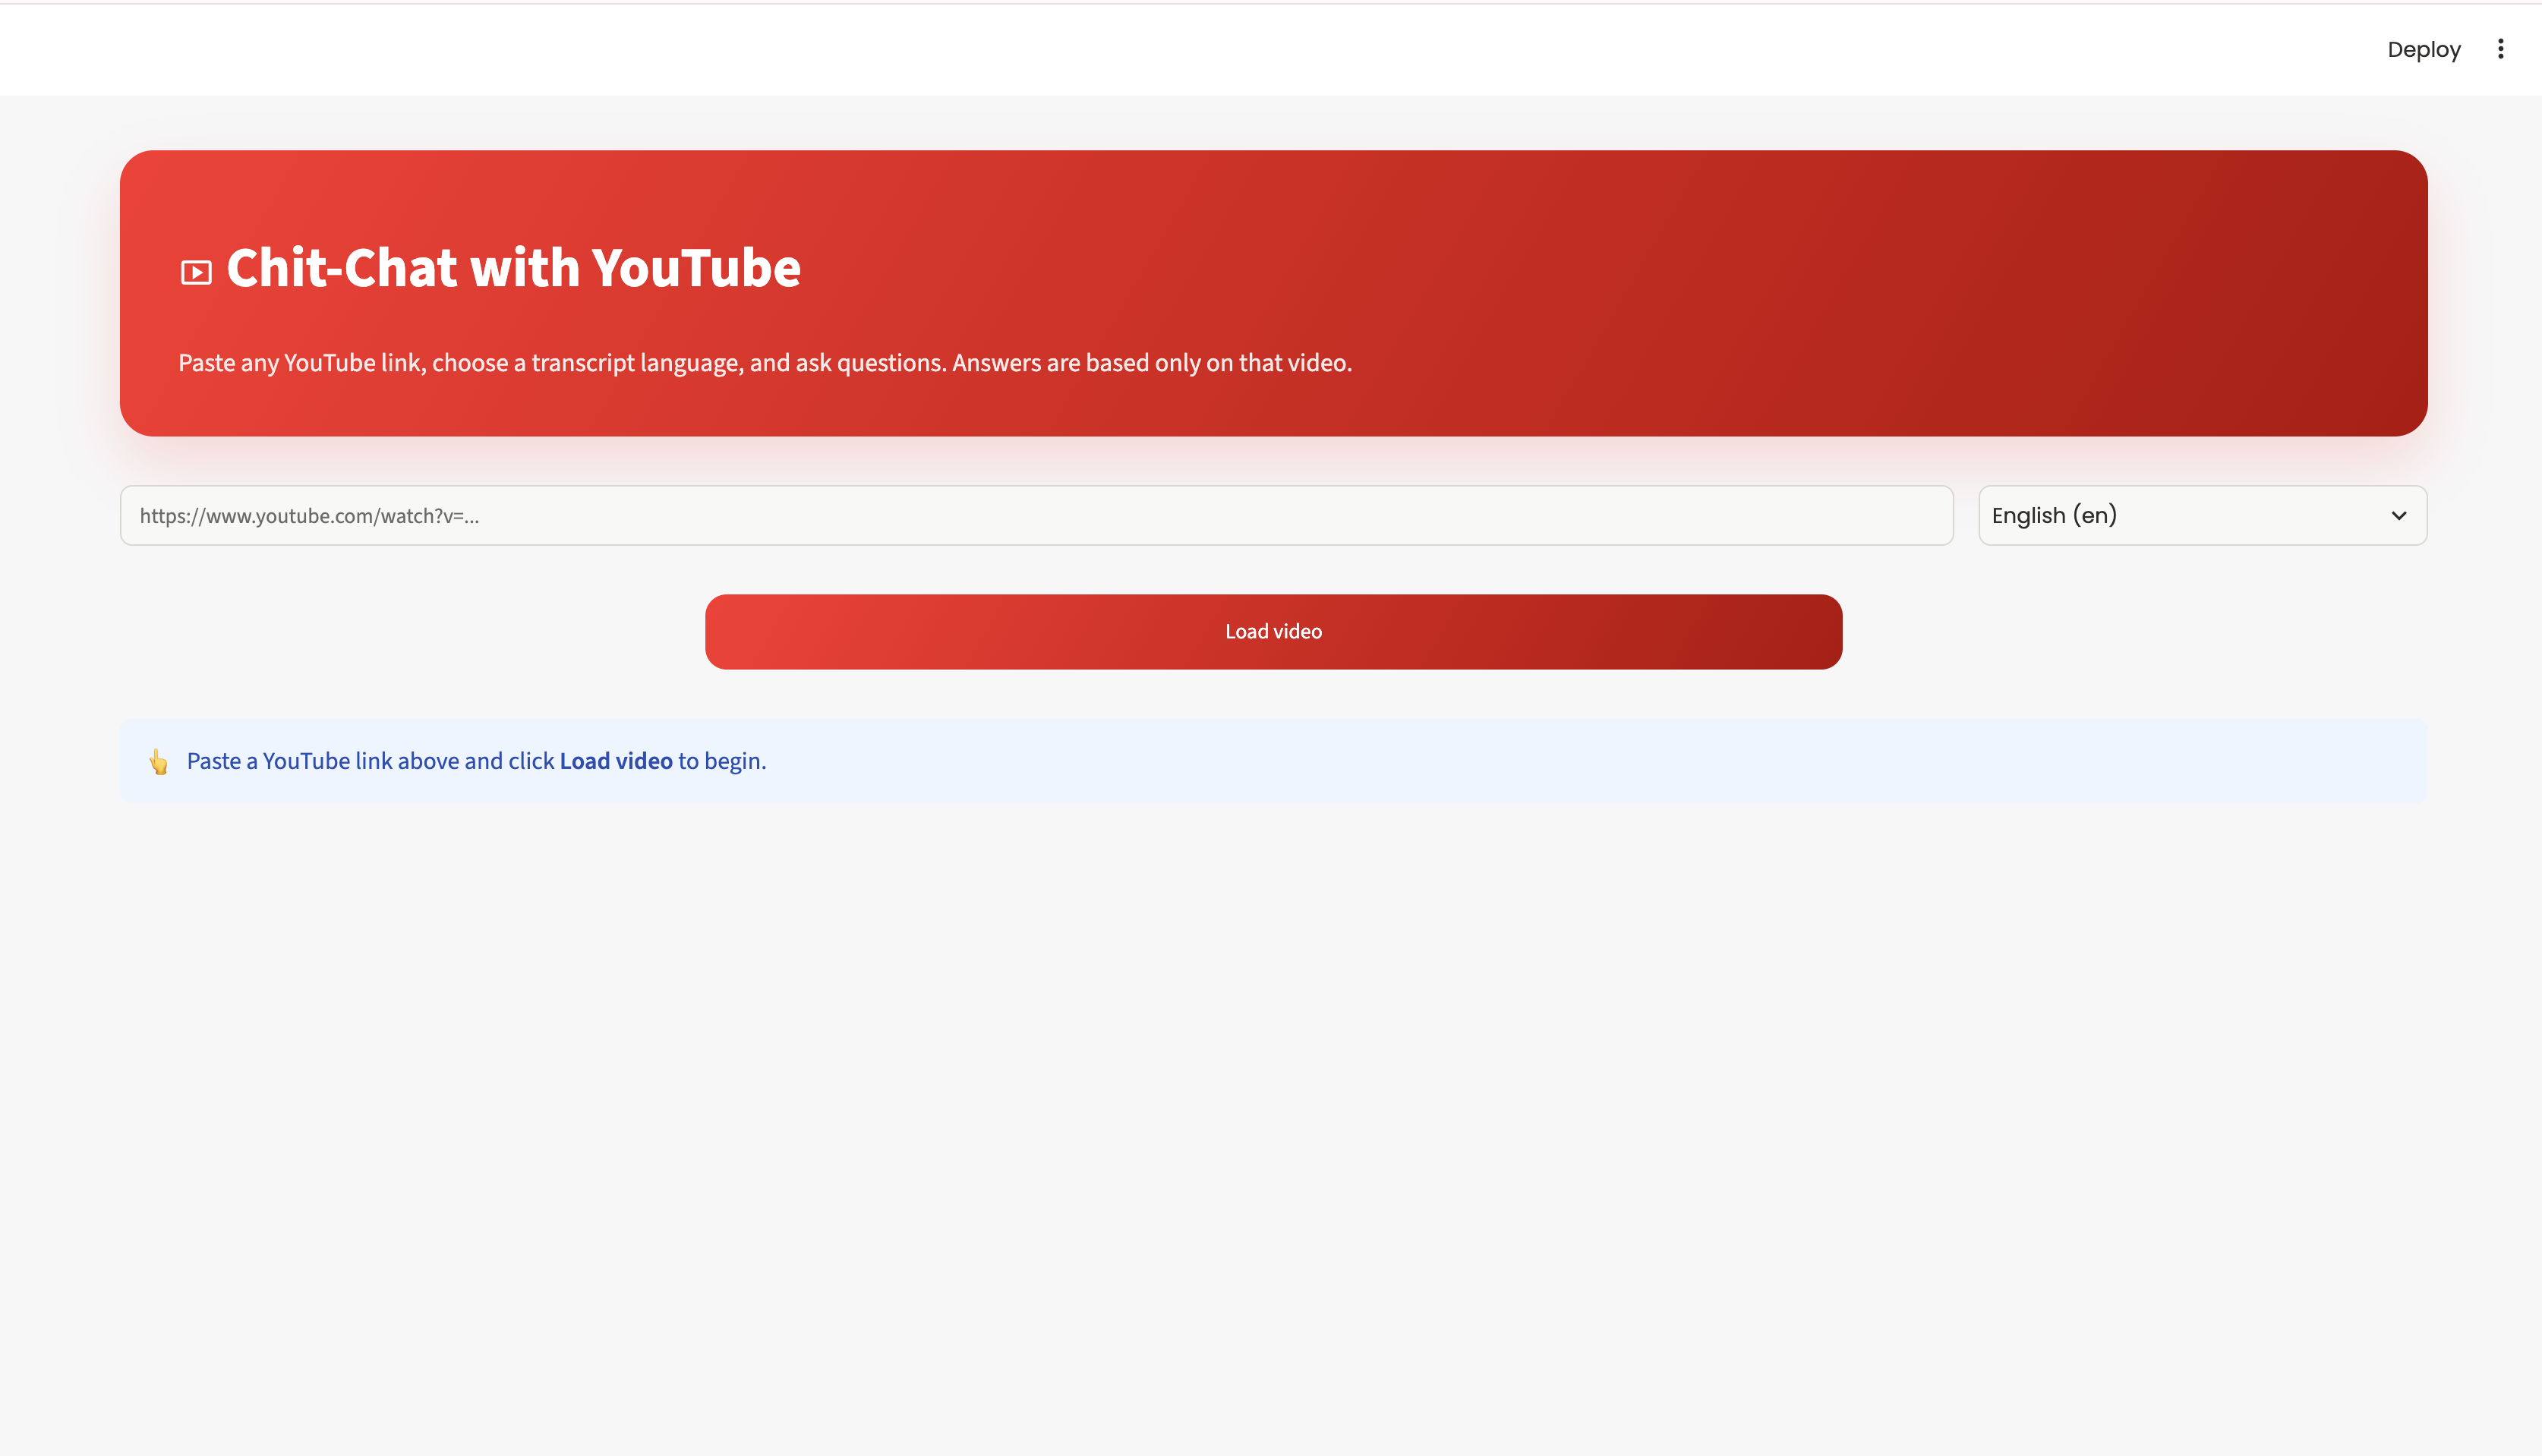 Deploy
Chit-Chat with YouTube
Paste any YouTube link, choose a transcript language, and ask questions. Answers are based only on that video.
https://www.youtube.com/watch?v=...
English (en)
Load video
👆 Paste a YouTube link above and click Load video to begin.